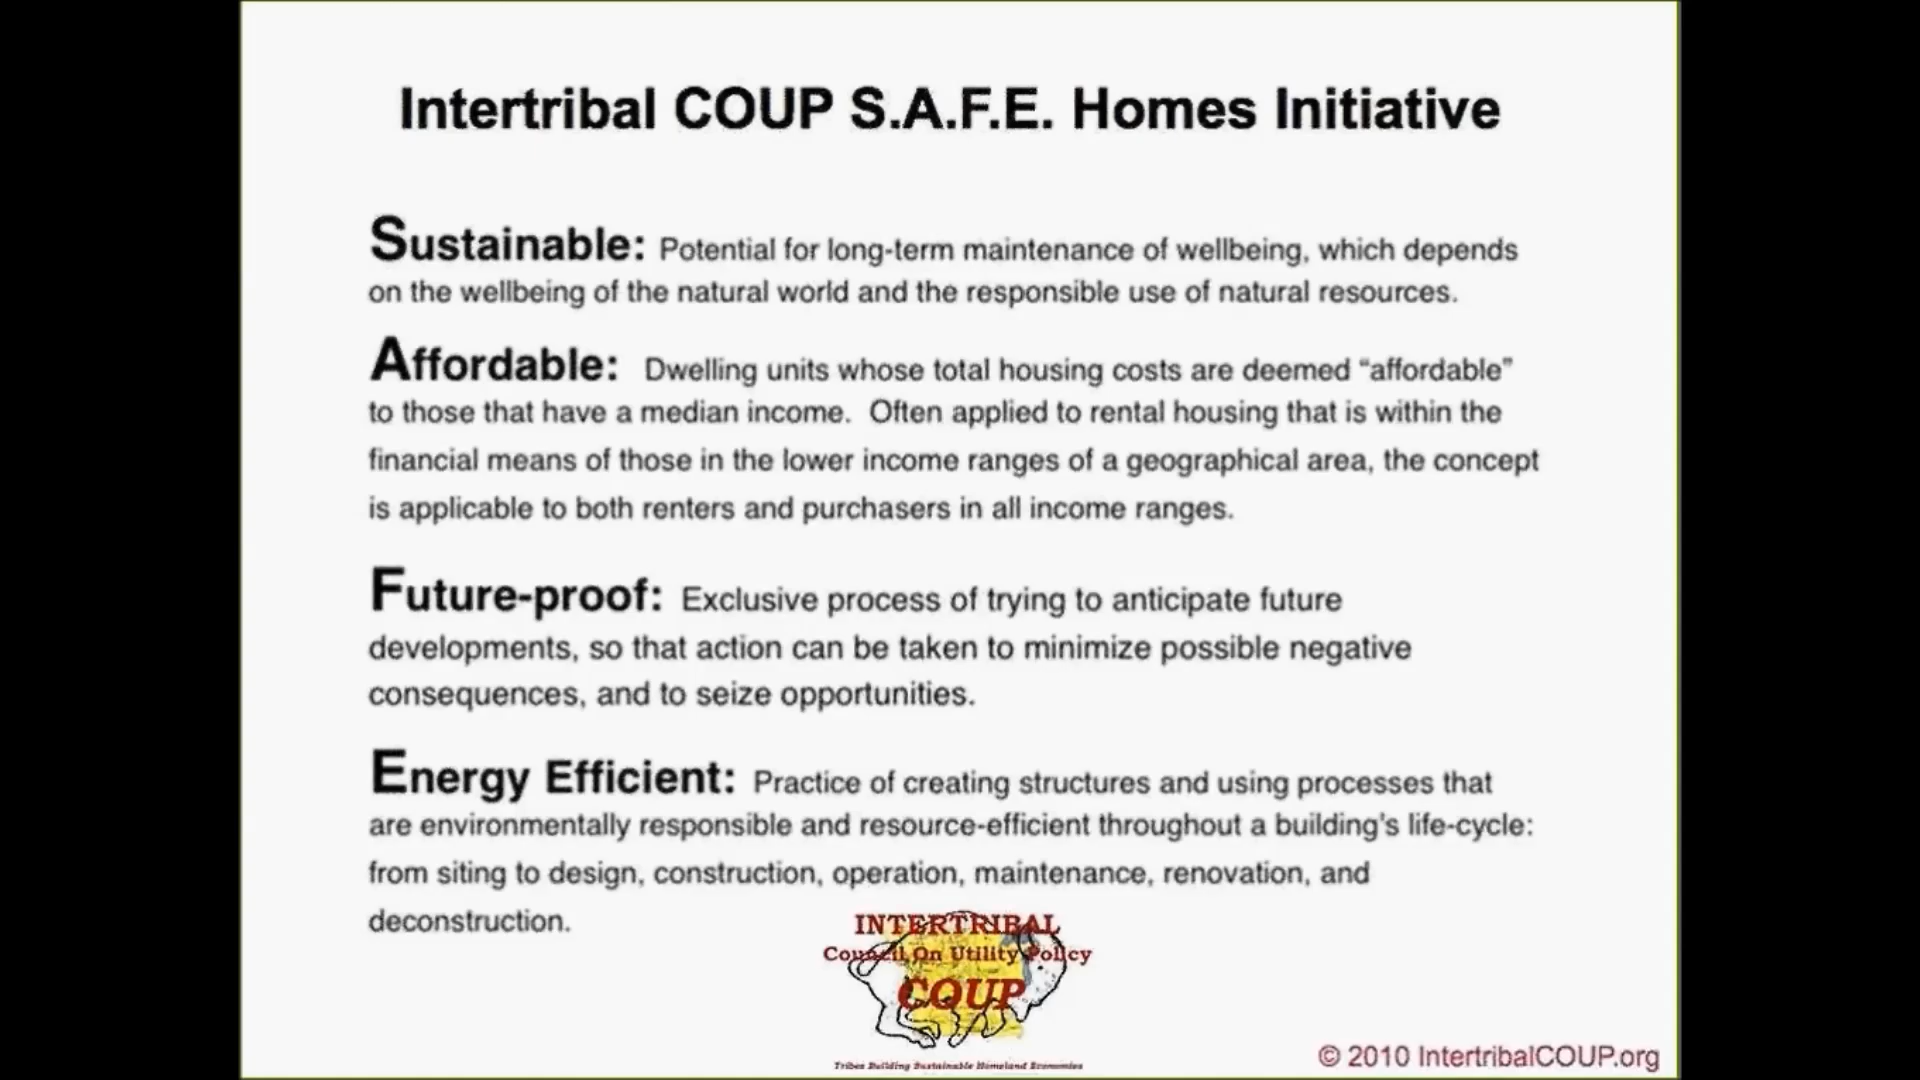 Intertribal COUP S.A.F.E. Homes Initiative
Sustainable: Potential for long-term maintenance of wellbeing, which depends
on the wellbeing of the natural world and the responsible use of natural resources.
Affordable: Dwelling units whose total housing costs are deemed “affordable”
to those that have a median income. Often applied to rental housing that is within the
financial means of those in the lower income ranges of a geographical area, the concept
is applicable to both renters and purchasers in all income ranges.
Future-proof: Exclusive process of trying to anticipate future
developments, so that action can be taken to minimize possible negative
consequences, and to seize opportunities.
Energy Efficient: Practice of creating structures and using processes that
are environmentally responsible and resource-efficient throughout a building's life-cycle:
from siting to design, construction, operation, maintenance, renovation, and
deconstruction.
INTERTRIBAL
Council On Utility Policy
COUP
Tribes Building Sustainable Homeland Economies
© 2010 IntertribalCOUP.org